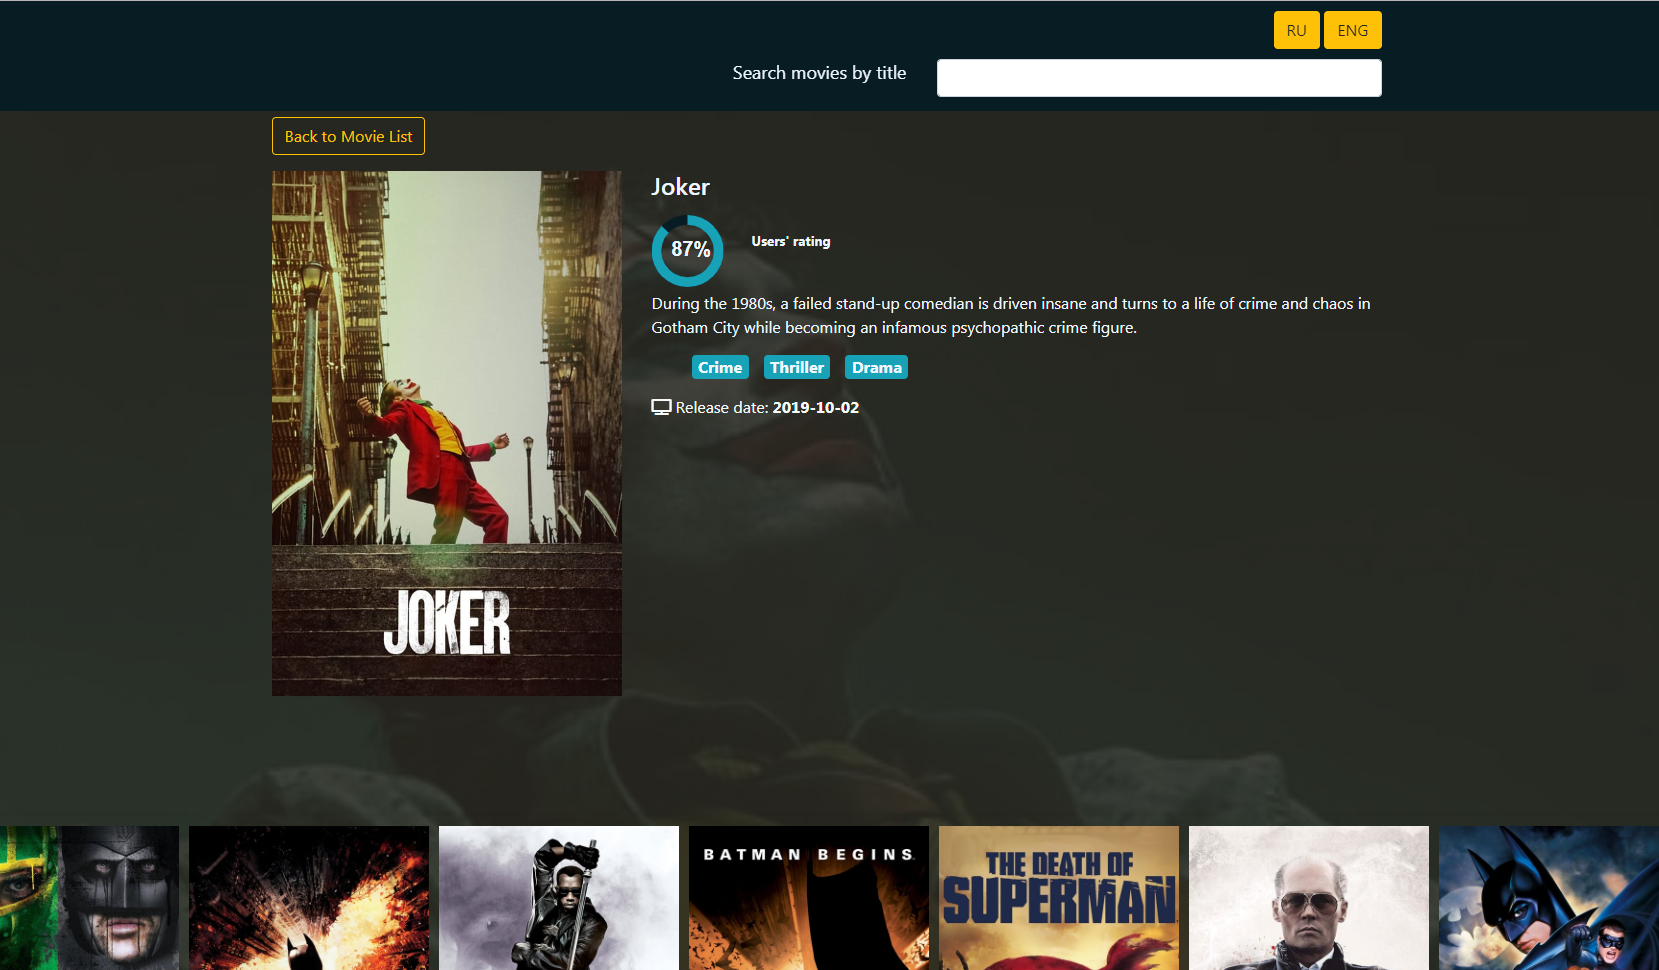 RU
ENG
Search movies by title
Back to Movie List
Joker
87%
Users' rating
During the 1980s, a failed stand-up comedian is driven insane and turns to a life of crime and chaos in
Gotham City while becoming an infamous psychopathic crime figure.
Crime
Thriller
Drama
Release date: 2019-10-02
JOKER
BATMAN BEGINS
THE DEATH OF
SUPERMAN